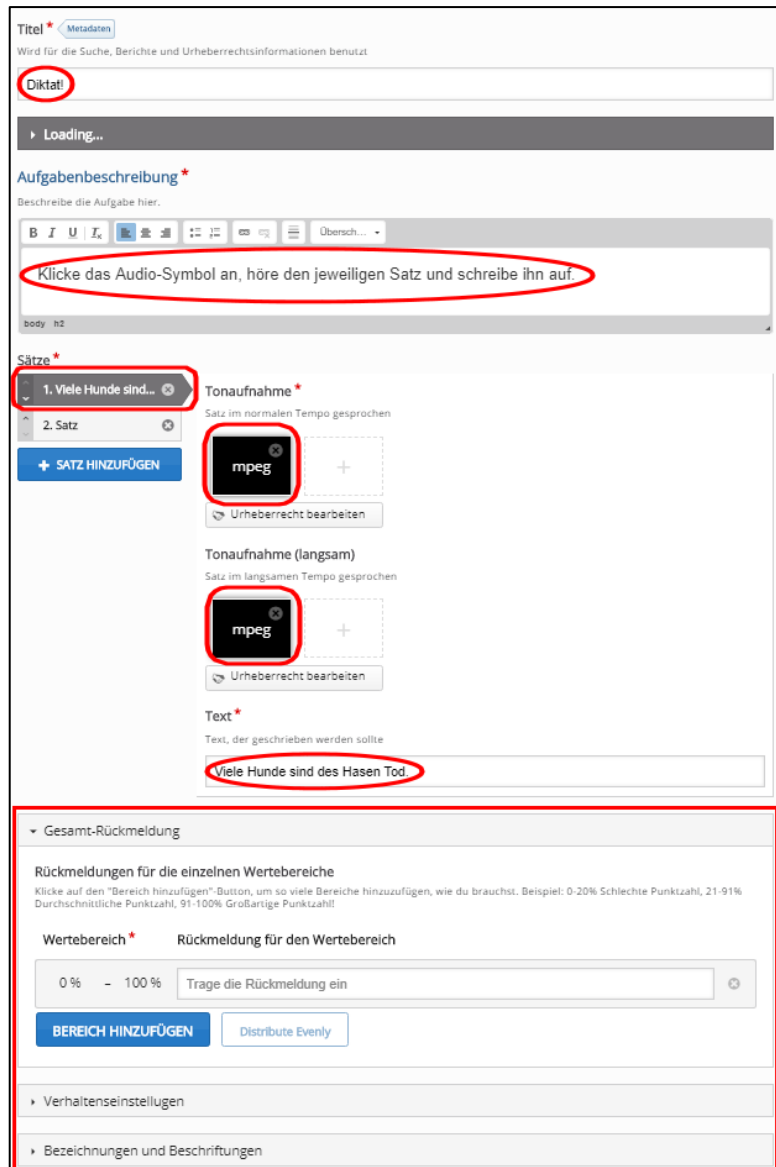 Titel * Metadaten
Wird für die Suche, Berichte und Urheberrechtsinformationen benutzt
Diktat!
Loading...
Aufgabenbeschreibung *
Beschreibe die Aufgabe hier.
B I U Ix Übersch...
Klicke das Audio-Symbol an, höre den jeweiligen Satz und schreibe ihn auf.
body h2
Sätze *
1. Viele Hunde sind...
2. Satz
+ SATZ HINZUFÜGEN
Tonaufnahme *
Satz im normalen Tempo gesprochen
mpeg +
Urheberrecht bearbeiten
Tonaufnahme (langsam)
Satz im langsamen Tempo gesprochen
mpeg +
Urheberrecht bearbeiten
Text *
Text, der geschrieben werden sollte
Viele Hunde sind des Hasen Tod.
Gesamt-Rückmeldung
Rückmeldungen für die einzelnen Wertebereiche
Klicke auf den "Bereich hinzufügen"-Button, um so viele Bereiche hinzuzufügen, wie du brauchst. Beispiel: 0-20% Schlechte Punktzahl, 21-91%
Durchschnittliche Punktzahl, 91-100% Großartige Punktzahl!
Wertebereich * Rückmeldung für den Wertebereich
0 % – 100 % Trage die Rückmeldung ein
BEREICH HINZUFÜGEN Distribute Evenly
Verhaltenseinstellugen
Bezeichnungen und Beschriftungen